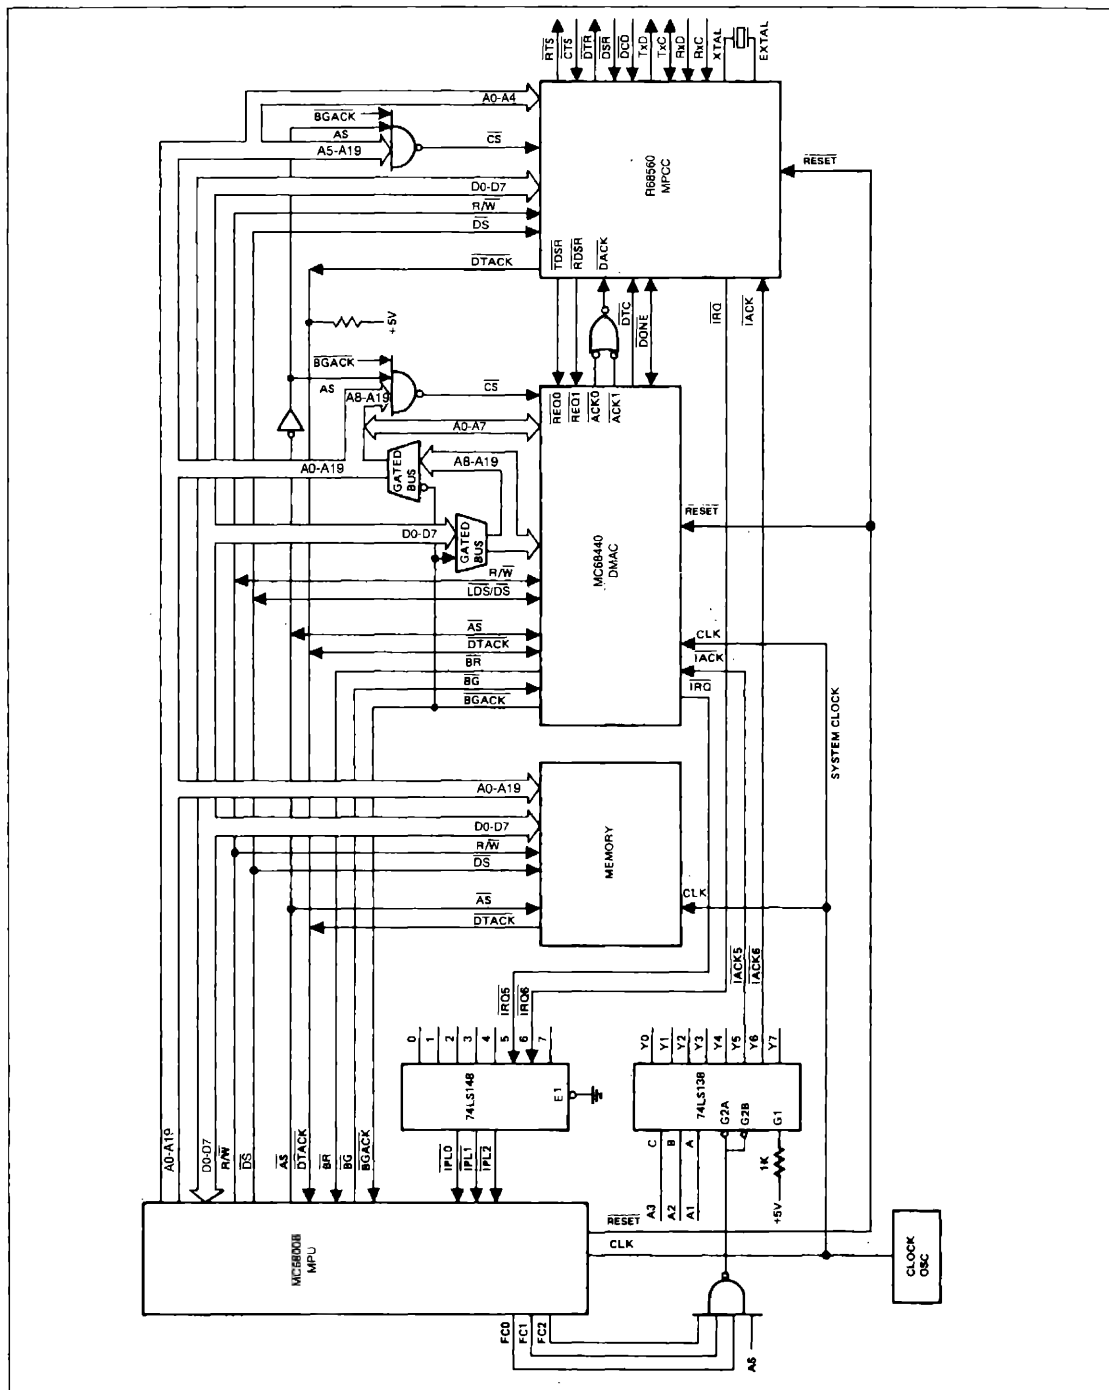 RTS
CTS
DTR
DSR
DCD
TxD
TxC
RxD
RxC
XTAL
EXTAL
A0-A4
BGACK
AS
A5-A19
CS
D0-D7
R/W
DS
DTACK
R68560
MPCC
RESET
TDSR
RDSR
DACK
DTC
DONE
IRQ
IACK
+5V
BGACK
AS
A8-A19
CS
A0-A7
REQ0
REQ1
ACK0
ACK1
A0-A19
GATED
BUS
A8-A19
D0-D7
GATED
BUS
R/W
LDS/DS
AS
DTACK
BR
BG
BGACK
MC68440
DMAC
RESET
CLK
IACK
IRQ
SYSTEM CLOCK
A0-A19
D0-D7
R/W
DS
AS
DTACK
MEMORY
CLK
IRQ5
IRQ6
IACK5
IACK6
0
1
2
3
4
5
6
7
74LS148
E1
Y0
Y1
Y2
Y3
Y4
Y5
Y6
Y7
74LS138
C
B
A
G2A
G2B
G1
A3
A2
A1
1K
+5V
A0-A19
D0-D7
R/W
DS
AS
DTACK
BR
BG
BGACK
IPL0
IPL1
IPL2
MC68008
MPU
RESET
CLK
FC0
FC1
FC2
AS
CLOCK
OSC